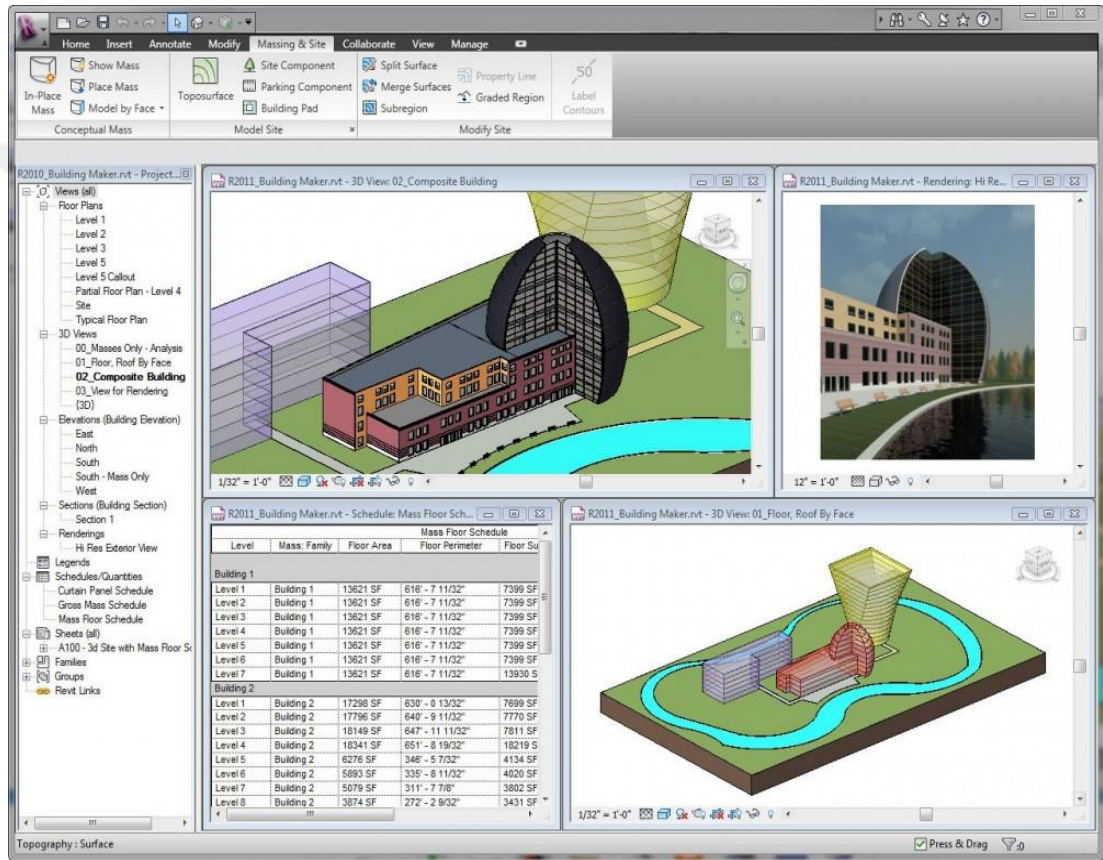 Home Insert Annotate Modify Massing & Site Collaborate View Manage
In-Place Mass
Show Mass
Place Mass
Model by Face
Conceptual Mass
Toposurface
Site Component
Parking Component
Building Pad
Model Site
Split Surface
Merge Surfaces
Subregion
Property Line
Graded Region
50
Label Contours
Modify Site
R2010_Building Maker.rvt - Project...
Views (all)
Floor Plans
Level 1
Level 2
Level 3
Level 5
Level 5 Callout
Partial Floor Plan - Level 4
Site
Typical Floor Plan
3D Views
00_Masses Only - Analysis
01_Floor, Roof By Face
02_Composite Building
03_View for Rendering
{3D}
Elevations (Building Elevation)
East
North
South
South - Mass Only
West
Sections (Building Section)
Section 1
Renderings
Hi Res Exterior View
Legends
Schedules/Quantities
Curtain Panel Schedule
Gross Mass Schedule
Mass Floor Schedule
Sheets (all)
A100 - 3d Site with Mass Floor Sc
Families
Groups
Revit Links
R2011_Building Maker.rvt - 3D View: 02_Composite Building
1/32" = 1'-0"
R2011_Building Maker.rvt - Rendering: Hi Re...
12" = 1'-0"
R2011_Building Maker.rvt - Schedule: Mass Floor Sch...
Mass Floor Schedule
Level Mass: Family Floor Area Floor Perimeter Floor Su
Building 1
Level 1 Building 1 13621 SF 616' - 7 11/32" 7399 SF
Level 2 Building 1 13621 SF 616' - 7 11/32" 7399 SF
Level 3 Building 1 13621 SF 616' - 7 11/32" 7399 SF
Level 4 Building 1 13621 SF 616' - 7 11/32" 7399 SF
Level 5 Building 1 13621 SF 616' - 7 11/32" 7399 SF
Level 6 Building 1 13621 SF 616' - 7 11/32" 7399 SF
Level 7 Building 1 13621 SF 616' - 7 11/32" 13930 S
Building 2
Level 1 Building 2 17298 SF 630' - 0 13/32" 7699 SF
Level 2 Building 2 17796 SF 640' - 9 11/32" 7770 SF
Level 3 Building 2 18149 SF 647' - 11 11/32" 7811 SF
Level 4 Building 2 18341 SF 651' - 8 19/32" 18219 S
Level 5 Building 2 6276 SF 346' - 5 7/32" 4134 SF
Level 6 Building 2 5893 SF 335' - 8 11/32" 4020 SF
Level 7 Building 2 5079 SF 311' - 7 7/8" 3802 SF
Level 8 Building 2 3874 SF 272' - 2 9/32" 3431 SF
R2011_Building Maker.rvt - 3D View: 01_Floor, Roof By Face
1/32" = 1'-0"
Topography : Surface
Press & Drag
:0